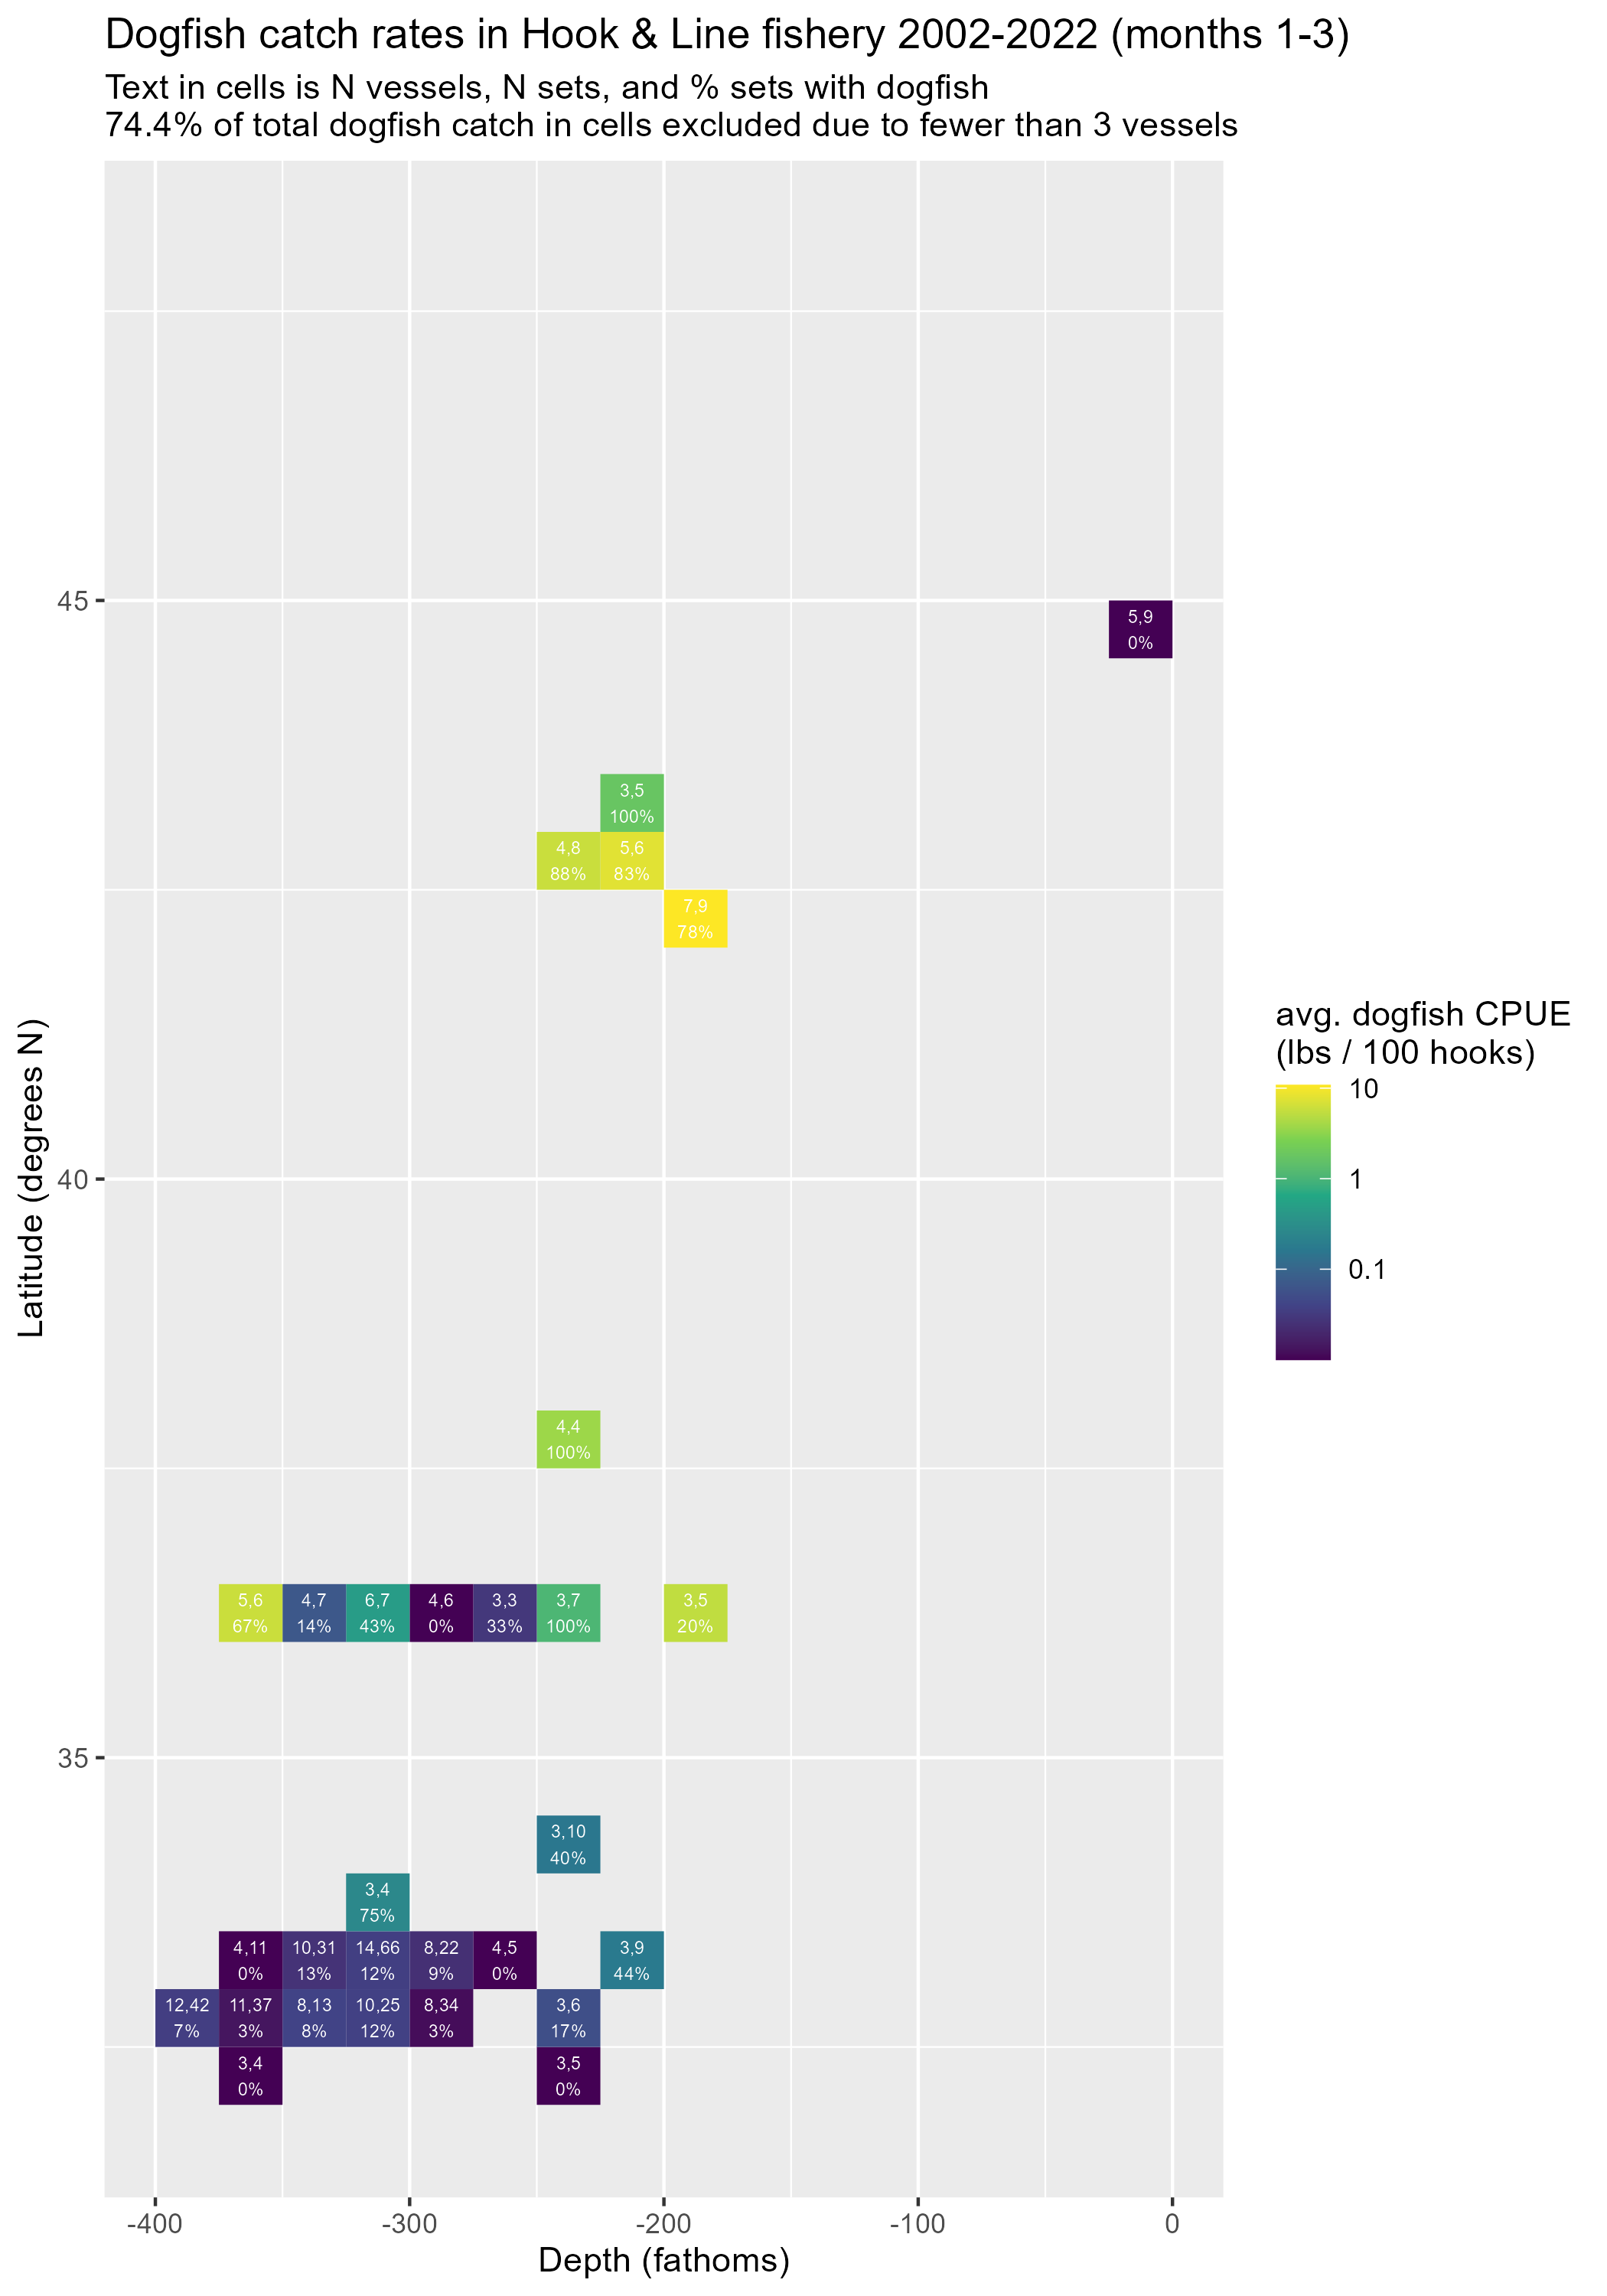 Dogfish catch rates in Hook & Line fishery 2002-2022 (months 1-3)
Text in cells is N vessels, N sets, and % sets with dogfish
74.4% of total dogfish catch in cells excluded due to fewer than 3 vessels
45
5,9
0%
3,5
100%
4,8 5,6
88% 83%
7,9
78%
avg. dogfish CPUE
(lbs / 100 hooks)
10
1
0.1
Latitude (degrees N)
40
4,4
100%
5,6 4,7 6,7 4,6 3,3 3,7 3,5
67% 14% 43% 0% 33% 100% 20%
35
3,10
40%
3,4
75%
4,11 10,31 14,66 8,22 4,5 3,9
0% 13% 12% 9% 0% 44%
12,42 11,37 8,13 10,25 8,34 3,6
7% 3% 8% 12% 3% 17%
3,4 3,5
0% 0%
-400 -300 -200 -100 0
Depth (fathoms)